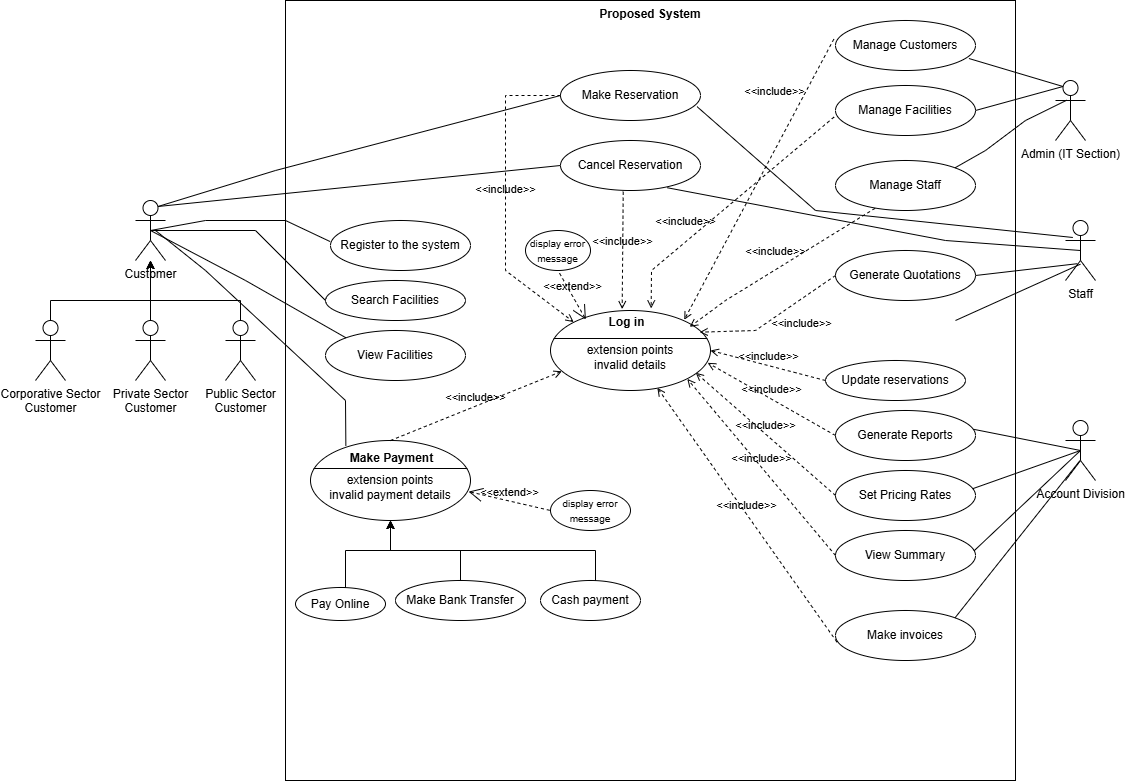 Proposed System
Manage Customers
Make Reservation
<<include>>
Manage Facilities
Admin (IT Section)
Cancel Reservation
<<include>>
Manage Staff
<<include>>
Register to the system
display error
message
<<include>>
<<include>>
Customer
<<extend>>
Generate Quotations
Staff
Search Facilities
<<include>>
Log in
extension points
invalid details
View Facilities
<<include>>
Update reservations
Corporative Sector
Customer
Private Sector
Customer
Public Sector
Customer
<<include>>
<<include>>
<<include>>
Generate Reports
Make Payment
extension points
invalid payment details
<<include>>
<<extend>>
Set Pricing Rates
Account Division
display error
message
<<include>>
View Summary
Pay Online
Make Bank Transfer
Cash payment
Make invoices